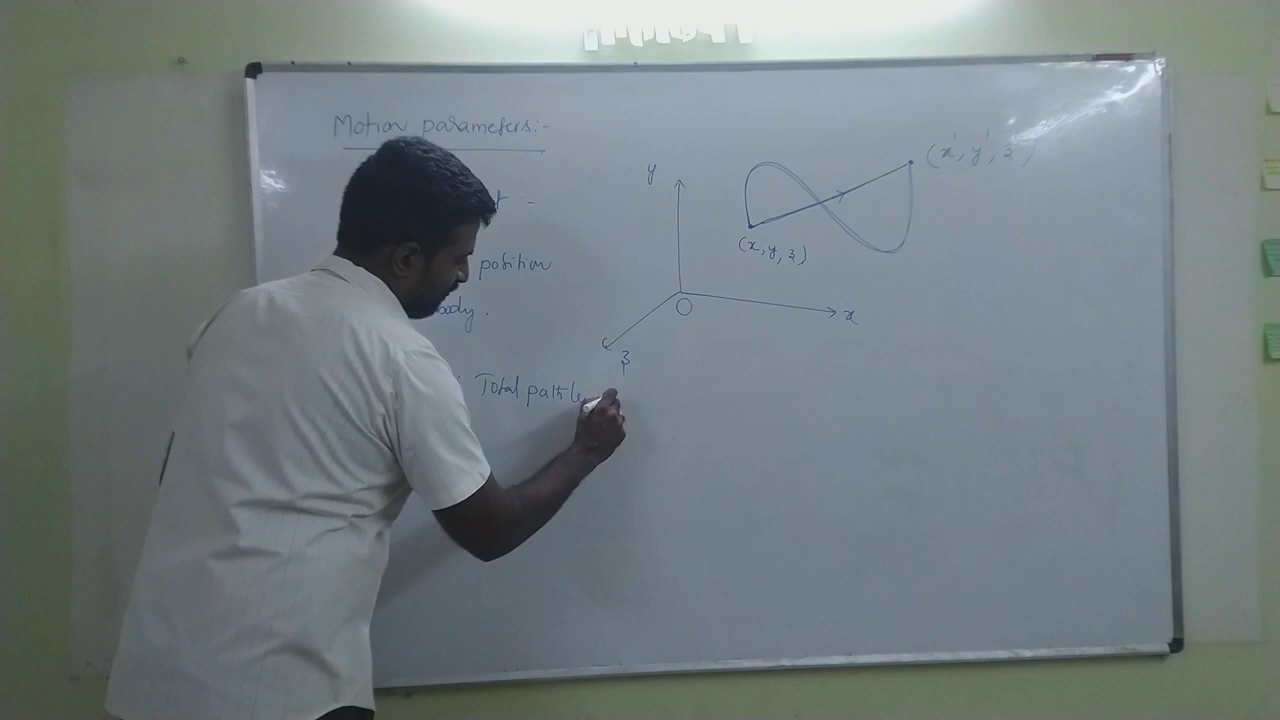 Motion parameters:-
t :-
position
body.
Total path le
y
x
z
O
(x, y, z)
(x', y', z')